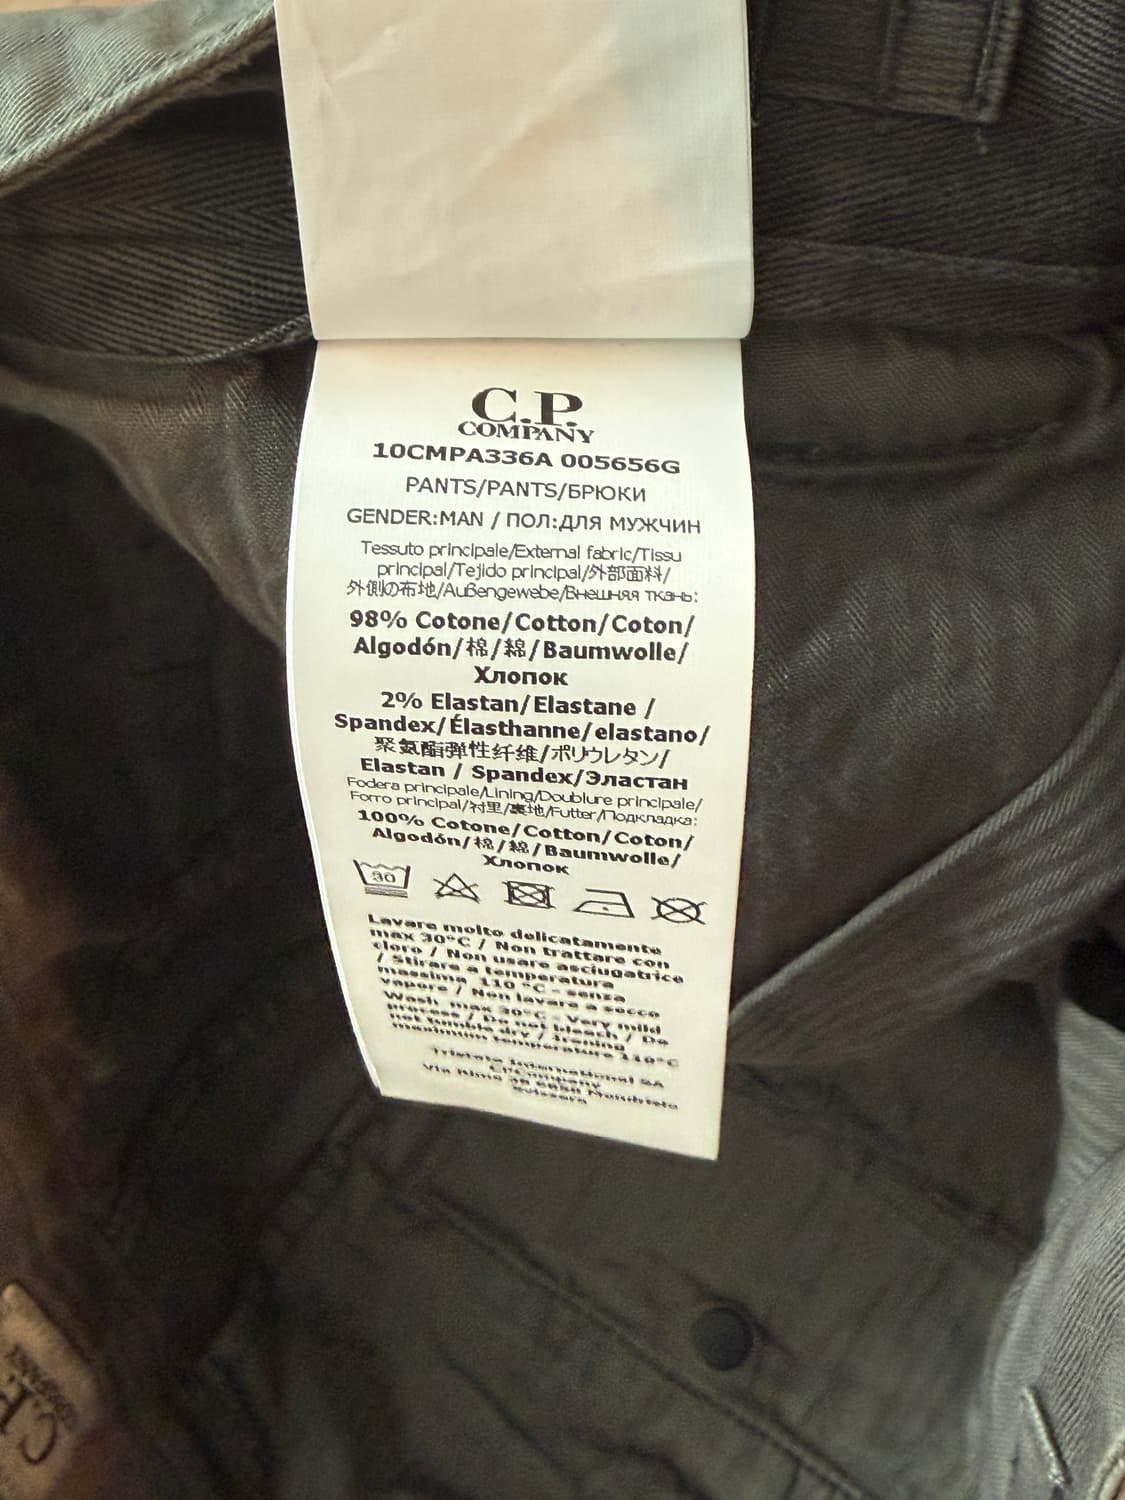 C.P.
COMPANY
10CMPA336A 005656G
PANTS/PANTS/БРЮКИ
GENDER:MAN / ПОЛ:ДЛЯ МУЖЧИН
Tessuto principale/External fabric/Tissu
principal/Tejido principal/外部面料/
外側の布地/Außengewebe/Внешняя ткань:
98% Cotone/Cotton/Coton/
Algodón/棉/綿/Baumwolle/
Хлопок
2% Elastan/Elastane /
Spandex/Élasthanne/elastano/
聚氨酯弹性纤维/ポリウレタン/
Elastan / Spandex/Эластан
Fodera principale/Lining/Doublure principale/
Forro principal/衬里/裏地/Futter/Подкладка:
100% Cotone/Cotton/Coton/
Algodón/棉/綿/Baumwolle/
Хлопок
30
Lavare molto delicatamente
max 30°C / Non trattare con
cloro / Non usare asciugatrice
/ Stirare a temperatura
massima 110 °C - senza
vapore / Non lavare a secco
Wash max 30°C - Very mild
process / Do not bleach / Do
not tumble dry / Ironing
maximum temperature 110°C
Tristate International SA
CPCompany
Via Rime 38 6850 Mendrisio
Suissera
C.P.
COMPANY